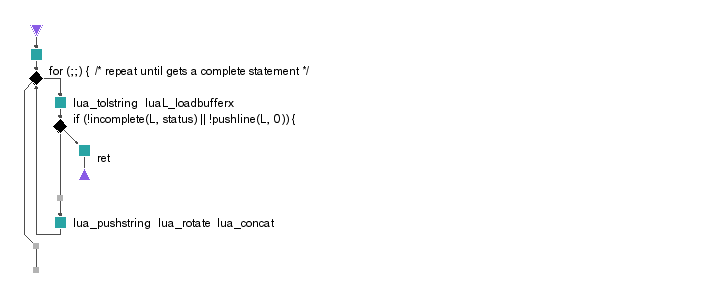 for (;;) { /* repeat until gets a complete statement */
lua_tolstring luaL_loadbufferx
if (!incomplete(L, status) || !pushline(L, 0)) {
ret
lua_pushstring lua_rotate lua_concat